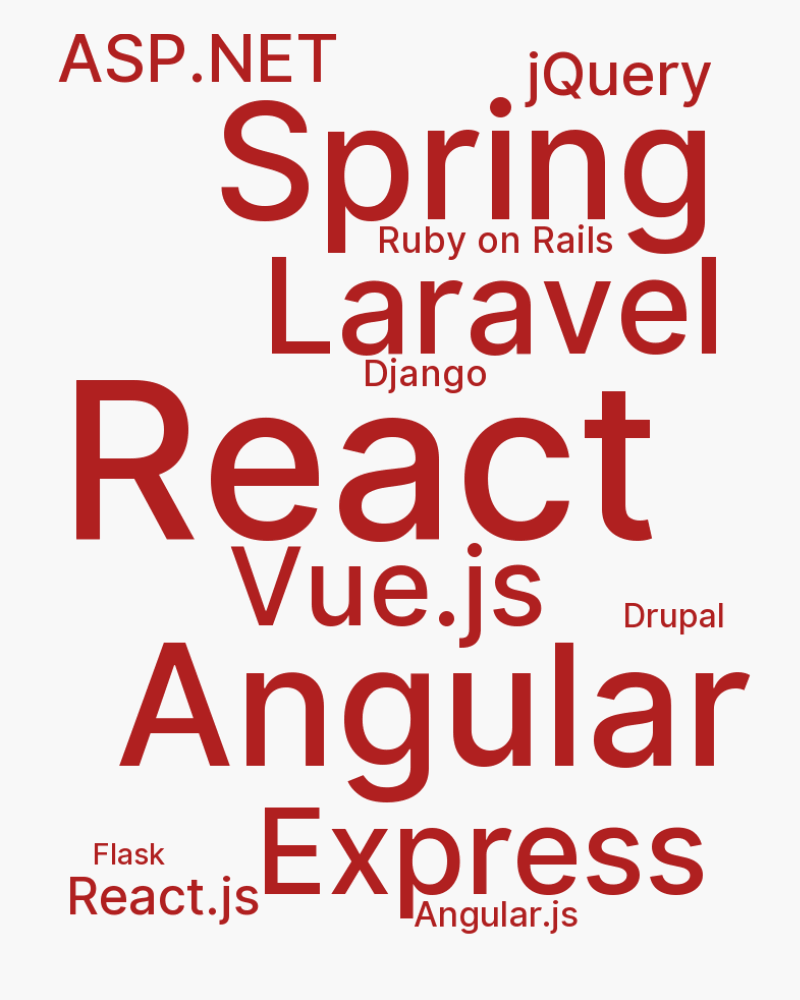 ASP.NET
jQuery
Spring
Ruby on Rails
Laravel
Django
React
Vue.js
Drupal
Angular
Express
Flask
React.js
Angular.js